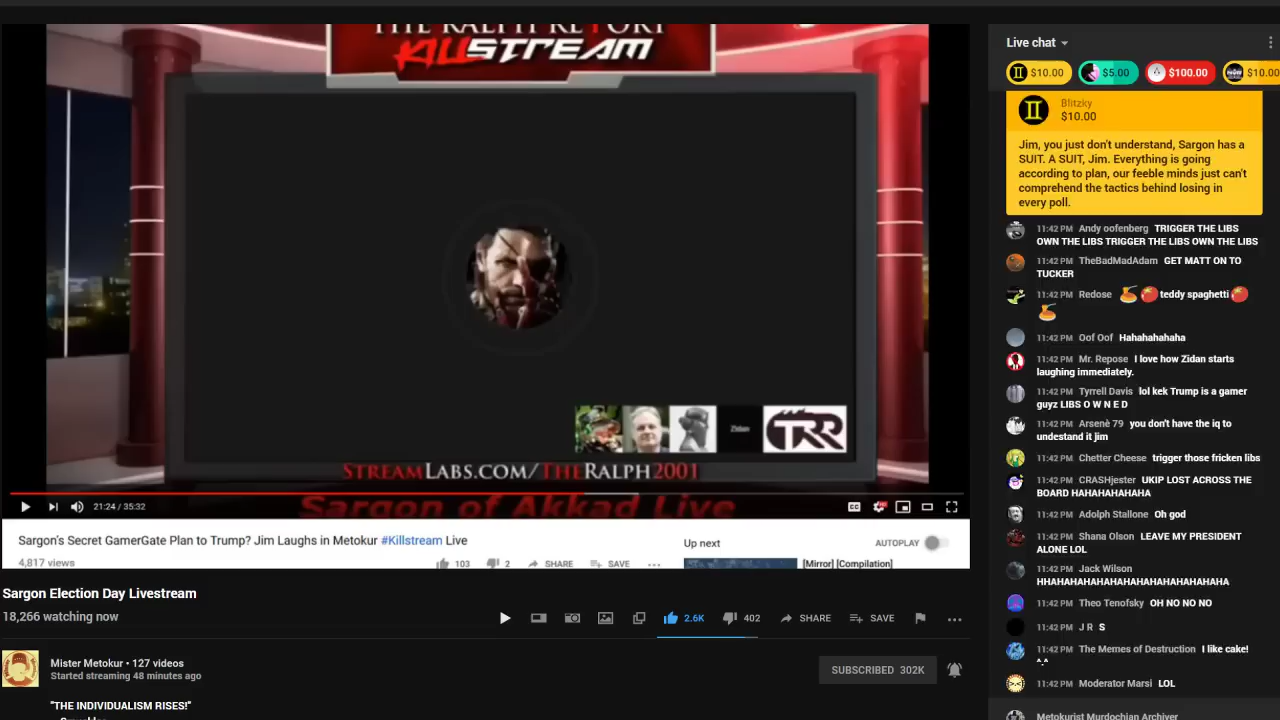 THE RALPH RETORT
KILLSTREAM
Zidan
TRR
STREAMLABS.COM/THERALPH2001
Sargon of Akkad Live
21:24 / 35:32
Sargon's Secret GamerGate Plan to Trump? Jim Laughs in Metokur #Killstream Live
4,817 views
103
2
SHARE
SAVE
Up next
AUTOPLAY
[Mirror] [Compilation]
Sargon Election Day Livestream
18,266 watching now
2.6K
402
SHARE
SAVE
Mister Metokur • 127 videos
Started streaming 48 minutes ago
SUBSCRIBED 302K
"THE INDIVIDUALISM RISES!"
Live chat
$10.00
$5.00
$100.00
$10.00
Blitzky
$10.00
Jim, you just don't understand, Sargon has a
SUIT. A SUIT, Jim. Everything is going
according to plan, our feeble minds just can't
comprehend the tactics behind losing in
every poll.
11:42 PM Andy oofenberg TRIGGER THE LIBS
OWN THE LIBS TRIGGER THE LIBS OWN THE LIBS
11:42 PM TheBadMadAdam GET MATT ON TO
TUCKER
11:42 PM Redose 🍝🍅teddy spaghetti🍅
🍝
11:42 PM Oof Oof Hahahahahaha
11:42 PM Mr. Repose I love how Zidan starts
laughing immediately.
11:42 PM Tyrrell Davis lol kek Trump is a gamer
guyz LIBS O W N E D
11:42 PM Arsenè 79 you don't have the iq to
undestand it jim
11:42 PM Chetter Cheese trigger those fricken libs
11:42 PM CRASHjester UKIP LOST ACROSS THE
BOARD HAHAHAHAHAHA
11:42 PM Adolph Stallone Oh god
11:42 PM Shana Olson LEAVE MY PRESIDENT
ALONE LOL
11:42 PM Jack Wilson
HHAHAHAHAHAHAHAHAHAHAHAHAHA
11:42 PM Theo Tenofsky OH NO NO NO
11:42 PM J R S
11:42 PM The Memes of Destruction I like cake!
^.^
11:42 PM Moderator Marsi LOL
Metokurist Murdochian Archiver